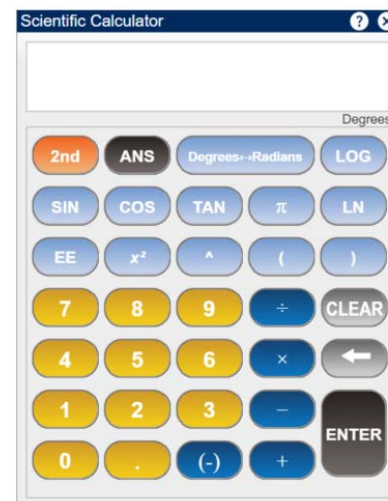 Scientific Calculator ?
Degrees
2nd ANS Degrees↔Radians LOG
SIN COS TAN π LN
EE x² ^ ( )
7 8 9 ÷ CLEAR
4 5 6 × ←
1 2 3 −
ENTER
0 . (-) +